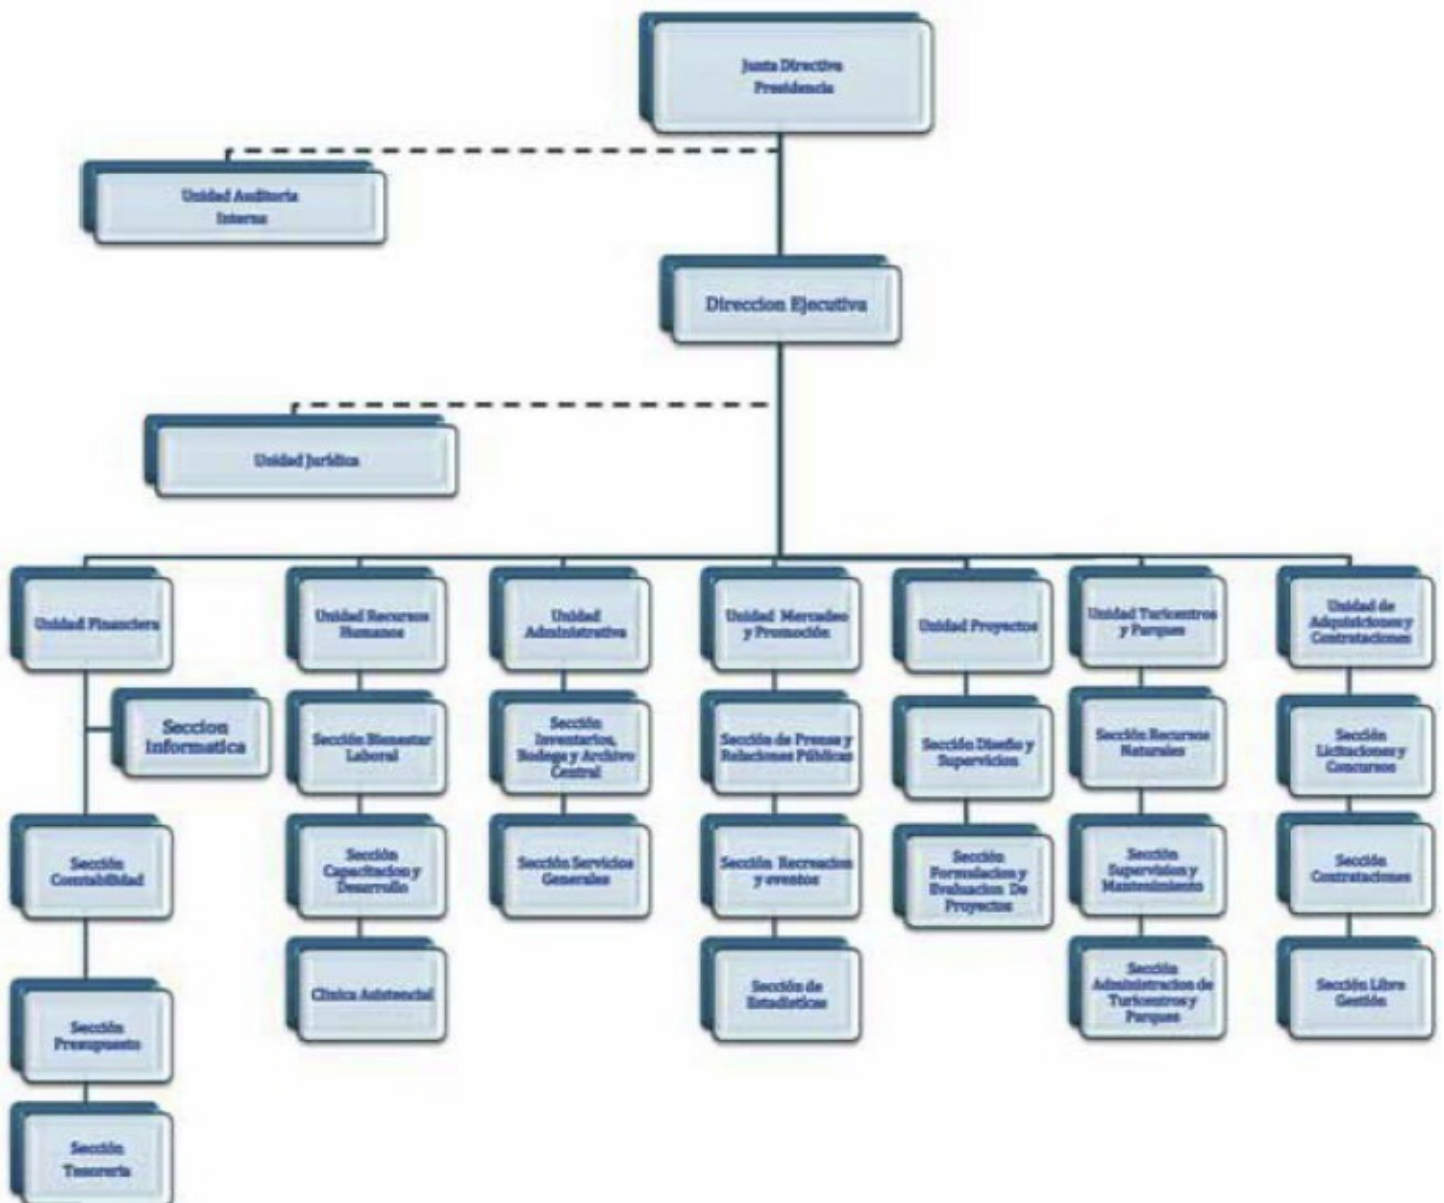 Junta Directiva
Presidencia
Unidad Auditoria
Interna
Direccion Ejecutiva
Unidad Jurídica
Unidad Financiera
Seccion
Informatica
Sección
Contabilidad
Sección
Presupuesto
Sección
Tesoreria
Unidad Recursos
Humanos
Sección Bienestar
Laboral
Sección
Capacitacion y
Desarrollo
Clínica Asistencial
Unidad
Administrativa
Sección
Inventarios,
Bodega y Archivo
Central
Sección Servicios
Generales
Unidad Mercadeo
y Promoción
Sección de Prensa y
Relaciones Públicas
Sección Recreacion
y eventos
Sección de
Estadísticas
Unidad Proyectos
Sección Diseño y
Supervicion
Sección
Formulacion y
Evaluacion De
Proyectos
Unidad Turicentros
y Parques
Sección Recursos
Naturales
Sección
Supervision y
Mantenimiento
Sección
Administracion de
Turicentros y
Parques
Unidad de
Adquisiciones y
Contrataciones
Sección
Licitaciones y
Concursos
Sección
Contrataciones
Sección Libre
Gestión